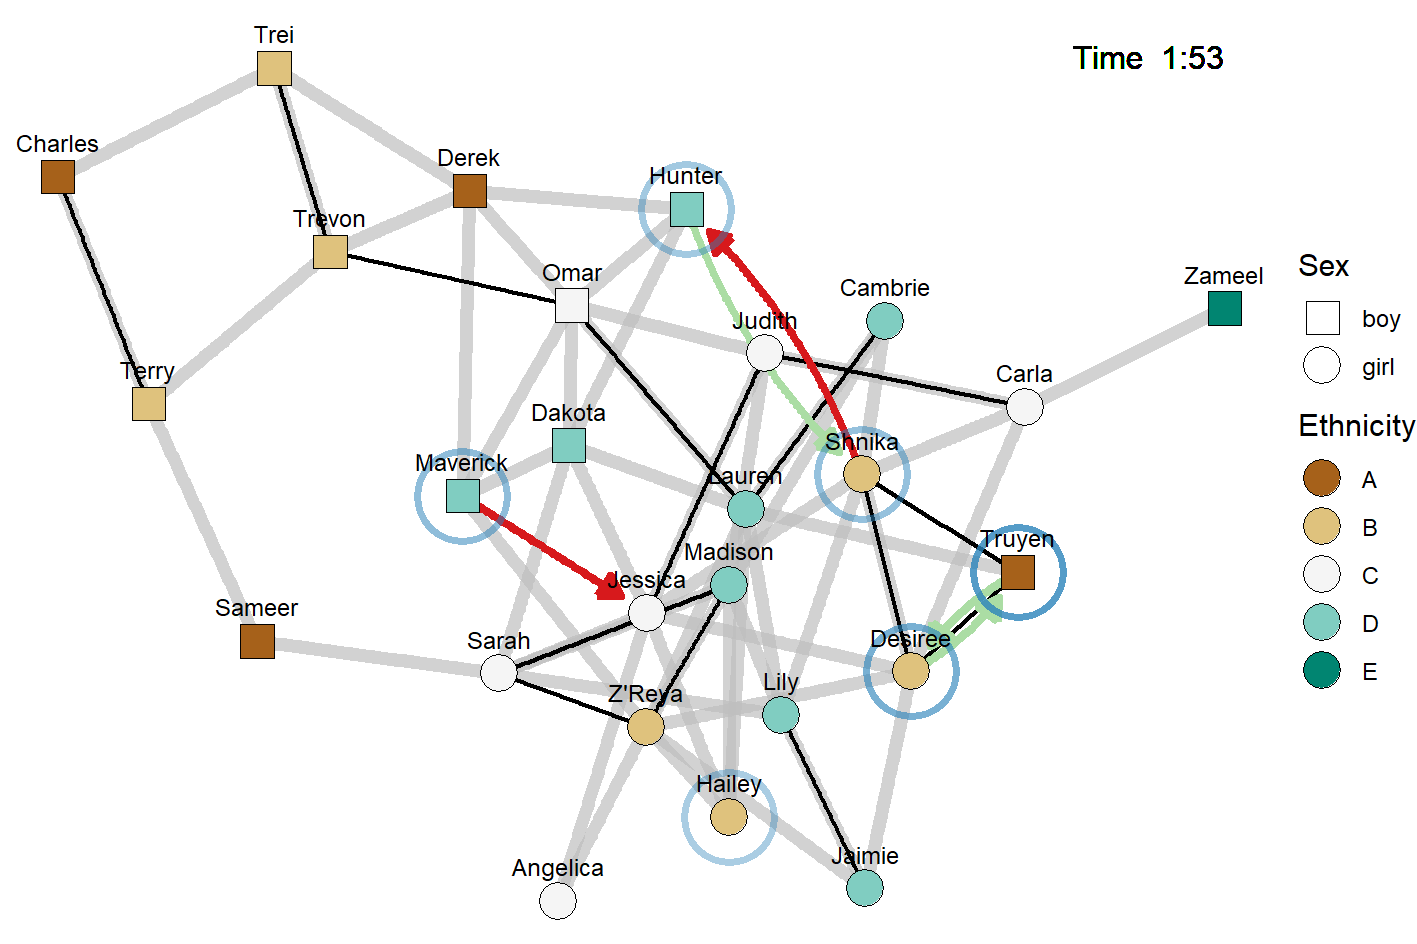 Trei
Time 1:53
Charles
Derek
Hunter
Trevon
Omar
Cambrie
Zameel
Judith
Carla
Terry
Dakota
Shnika
Maverick
Lauren
Truyen
Madison
Jessica
Sameer
Sarah
Desiree
Z'Reya
Lily
Hailey
Angelica
Jaimie
Sex
boy
girl
Ethnicity
A
B
C
D
E